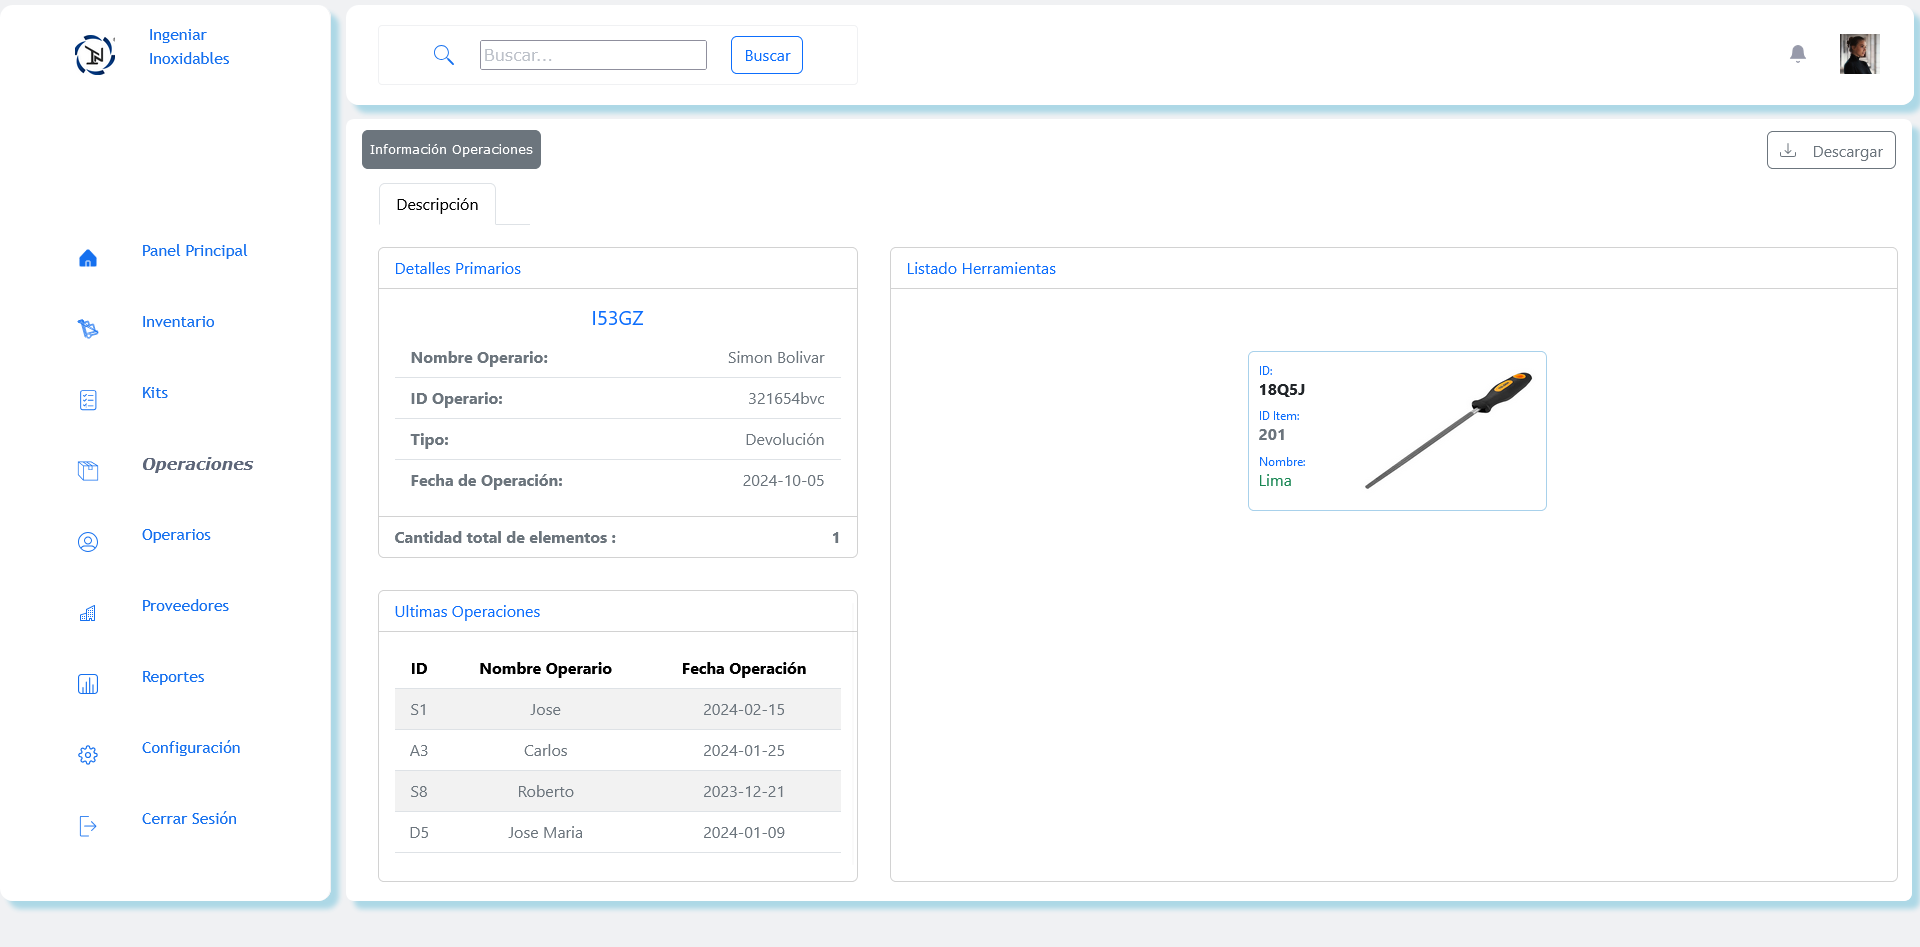 Ingeniar
Inoxidables
Buscar...
Buscar
Panel Principal
Inventario
Kits
Operaciones
Operarios
Proveedores
Reportes
Configuración
Cerrar Sesión
Información Operaciones
Descargar
Descripción
Detalles Primarios
I53GZ
Nombre Operario: Simon Bolivar
ID Operario: 321654bvc
Tipo: Devolución
Fecha de Operación: 2024-10-05
Cantidad total de elementos : 1
Ultimas Operaciones
ID Nombre Operario Fecha Operación
S1 Jose 2024-02-15
A3 Carlos 2024-01-25
S8 Roberto 2023-12-21
D5 Jose Maria 2024-01-09
Listado Herramientas
ID:
18Q5J
ID Item:
201
Nombre:
Lima